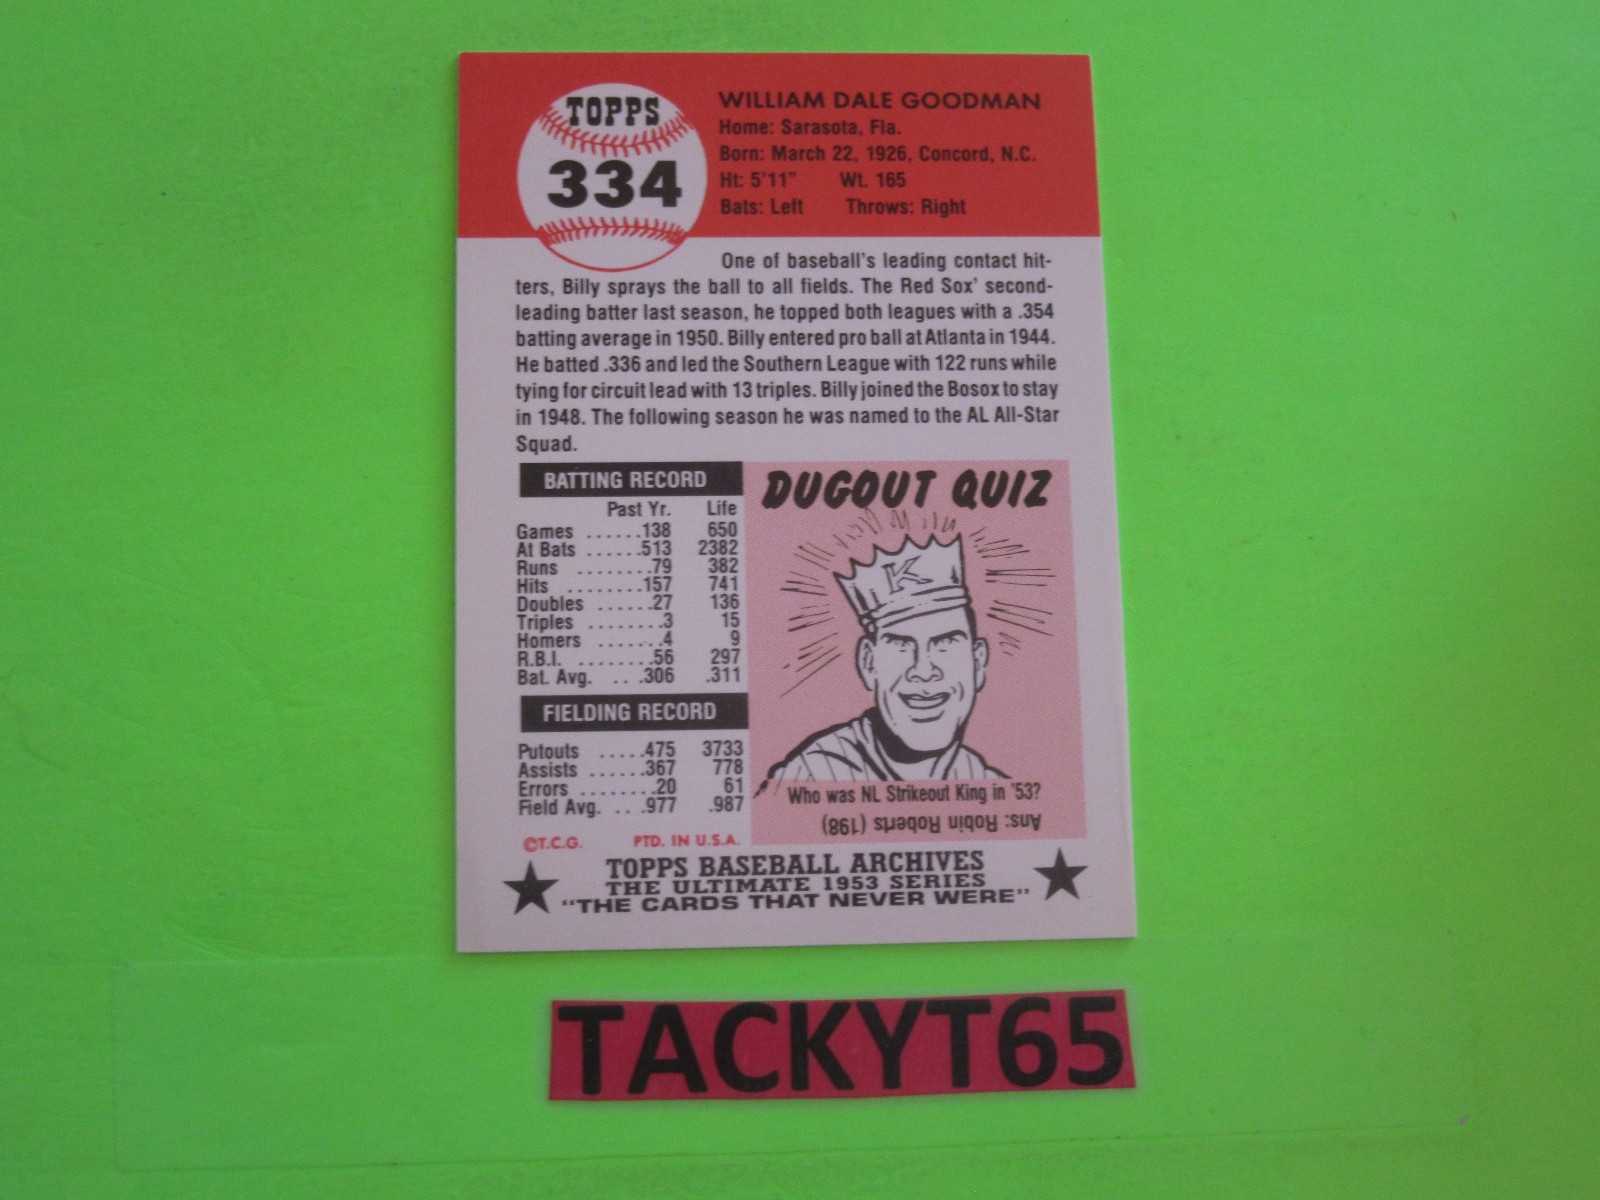 TOPPS
334
WILLIAM DALE GOODMAN
Home: Sarasota, Fla.
Born: March 22, 1926, Concord, N.C.
Ht: 5'11" Wt. 165
Bats: Left Throws: Right
One of baseball's leading contact hit-
ters, Billy sprays the ball to all fields. The Red Sox' second-
leading batter last season, he topped both leagues with a .354
batting average in 1950. Billy entered pro ball at Atlanta in 1944.
He batted .336 and led the Southern League with 122 runs while
tying for circuit lead with 13 triples. Billy joined the Bosox to stay
in 1948. The following season he was named to the AL All-Star
Squad.
BATTING RECORD
Past Yr. Life
Games ......138 650
At Bats ......513 2382
Runs ........79 382
Hits ........157 741
Doubles ......27 136
Triples ........3 15
Homers .......4 9
R.B.I. ........56 297
Bat. Avg. ...306 .311
FIELDING RECORD
Putouts .....475 3733
Assists ......367 778
Errors ........20 61
Field Avg. ...977 .987
©T.C.G. PTD. IN U.S.A.
DUGOUT QUIZ
K
Who was NL Strikeout King in '53?
Ans: Robin Roberts (198)
TOPPS BASEBALL ARCHIVES
THE ULTIMATE 1953 SERIES
"THE CARDS THAT NEVER WERE"
TACKYT65